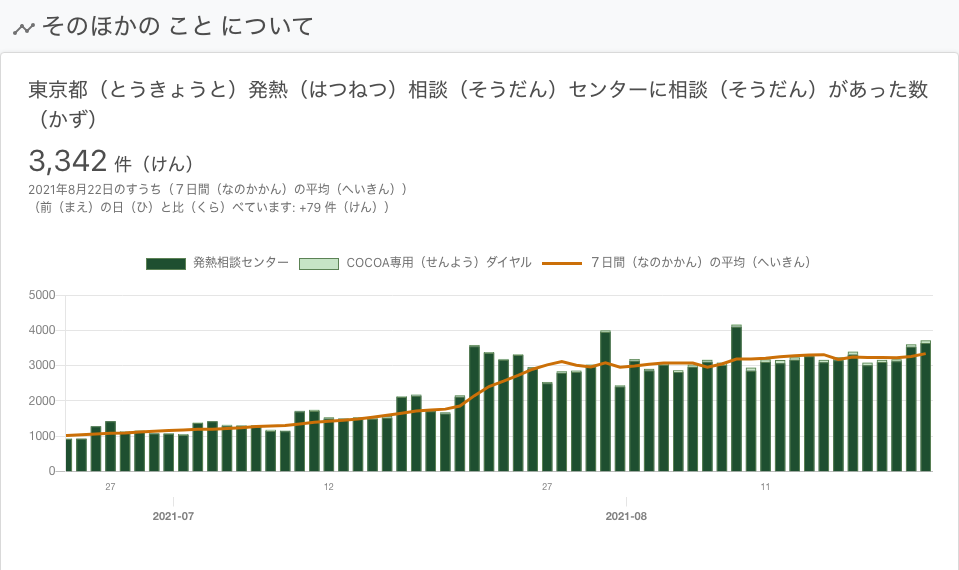 そのほかの こと について
東京都（とうきょうと）発熱（はつねつ）相談（そうだん）センターに相談（そうだん）があった数
（かず）
3,342 件（けん）
2021年8月22日のすうち（７日間（なのかかん）の平均（へいきん））
（前（まえ）の日（ひ）と比（くら）べています: +79 件（けん））
発熱相談センター COCOA専用（せんよう）ダイヤル ７日間（なのかかん）の平均（へいきん）
5000
4000
3000
2000
1000
0
27 12 27 11
2021-07 2021-08